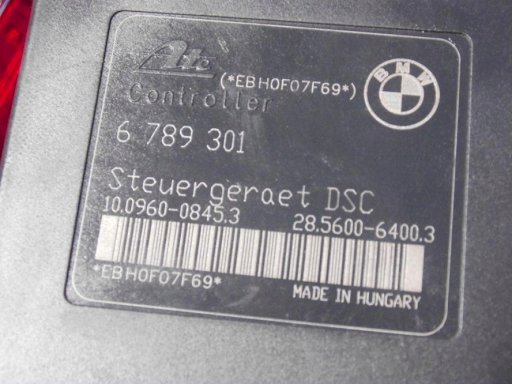 Ate (*EBH0F07F69*)
BMW
Controller
6 789 301
Steuergeraet DSC
10.0960-0845.3 28.5600-6400.3
*EBH0F07F69*
MADE IN HUNGARY